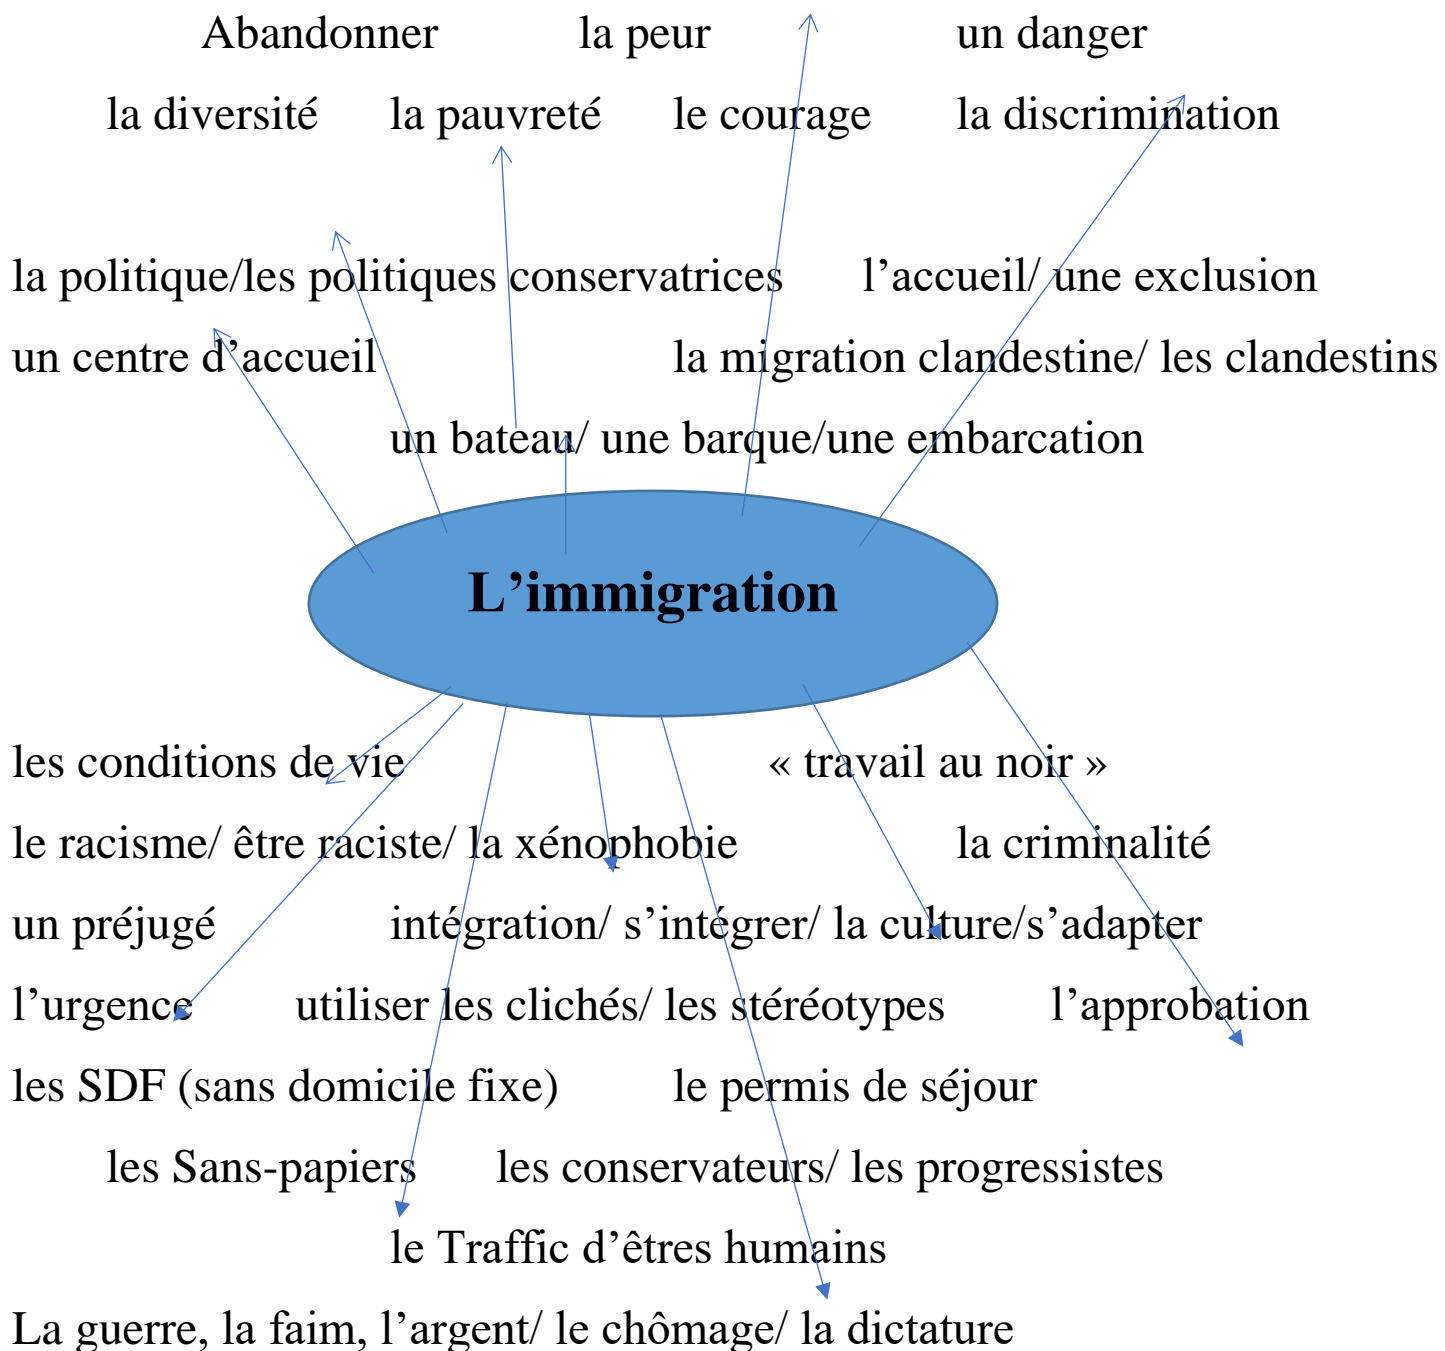 Abandonner la peur un danger
la diversité la pauvreté le courage la discrimination
la politique/les politiques conservatrices l’accueil/ une exclusion
un centre d’accueil la migration clandestine/ les clandestins
un bateau/ une barque/une embarcation
L’immigration
les conditions de vie « travail au noir »
le racisme/ être raciste/ la xénophobie la criminalité
un préjugé intégration/ s’intégrer/ la culture/s’adapter
l’urgence utiliser les clichés/ les stéréotypes l’approbation
les SDF (sans domicile fixe) le permis de séjour
les Sans-papiers les conservateurs/ les progressistes
le Traffic d’êtres humains
La guerre, la faim, l’argent/ le chômage/ la dictature